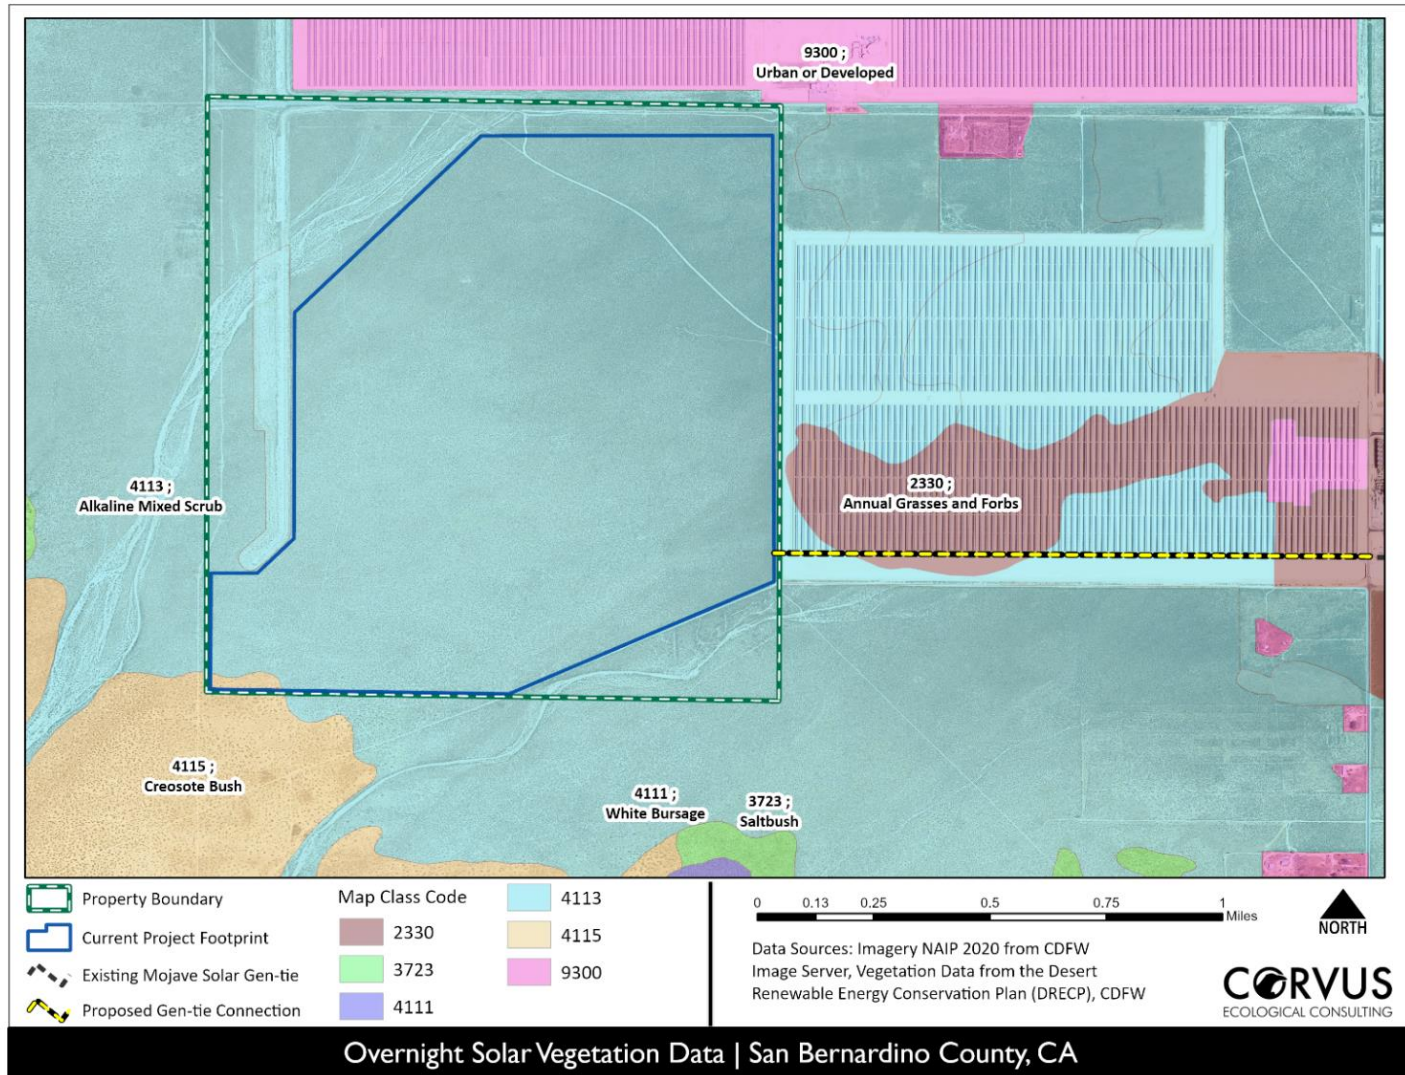 9300 ;
Urban or Developed
4113 ;
Alkaline Mixed Scrub
2330 ;
Annual Grasses and Forbs
4115 ;
Creosote Bush
4111 ;
White Bursage
3723 ;
Saltbush
Property Boundary
Current Project Footprint
Existing Mojave Solar Gen-tie
Proposed Gen-tie Connection
Map Class Code
2330
3723
4111
4113
4115
9300
0 0.13 0.25 0.5 0.75 1
Miles
Data Sources: Imagery NAIP 2020 from CDFW
Image Server, Vegetation Data from the Desert
Renewable Energy Conservation Plan (DRECP), CDFW
NORTH
CORVUS
ECOLOGICAL CONSULTING
Overnight Solar Vegetation Data | San Bernardino County, CA